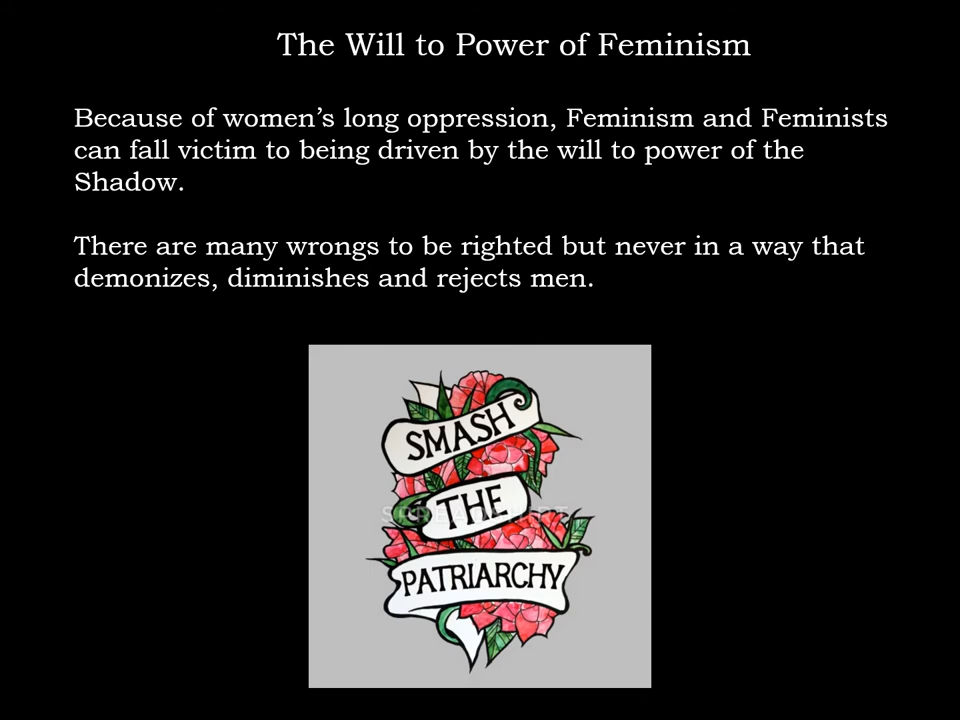 The Will to Power of Feminism
Because of women’s long oppression, Feminism and Feminists
can fall victim to being driven by the will to power of the
Shadow.
There are many wrongs to be righted but never in a way that
demonizes, diminishes and rejects men.
SMASH
THE
SPREADSHIRT
PATRIARCHY